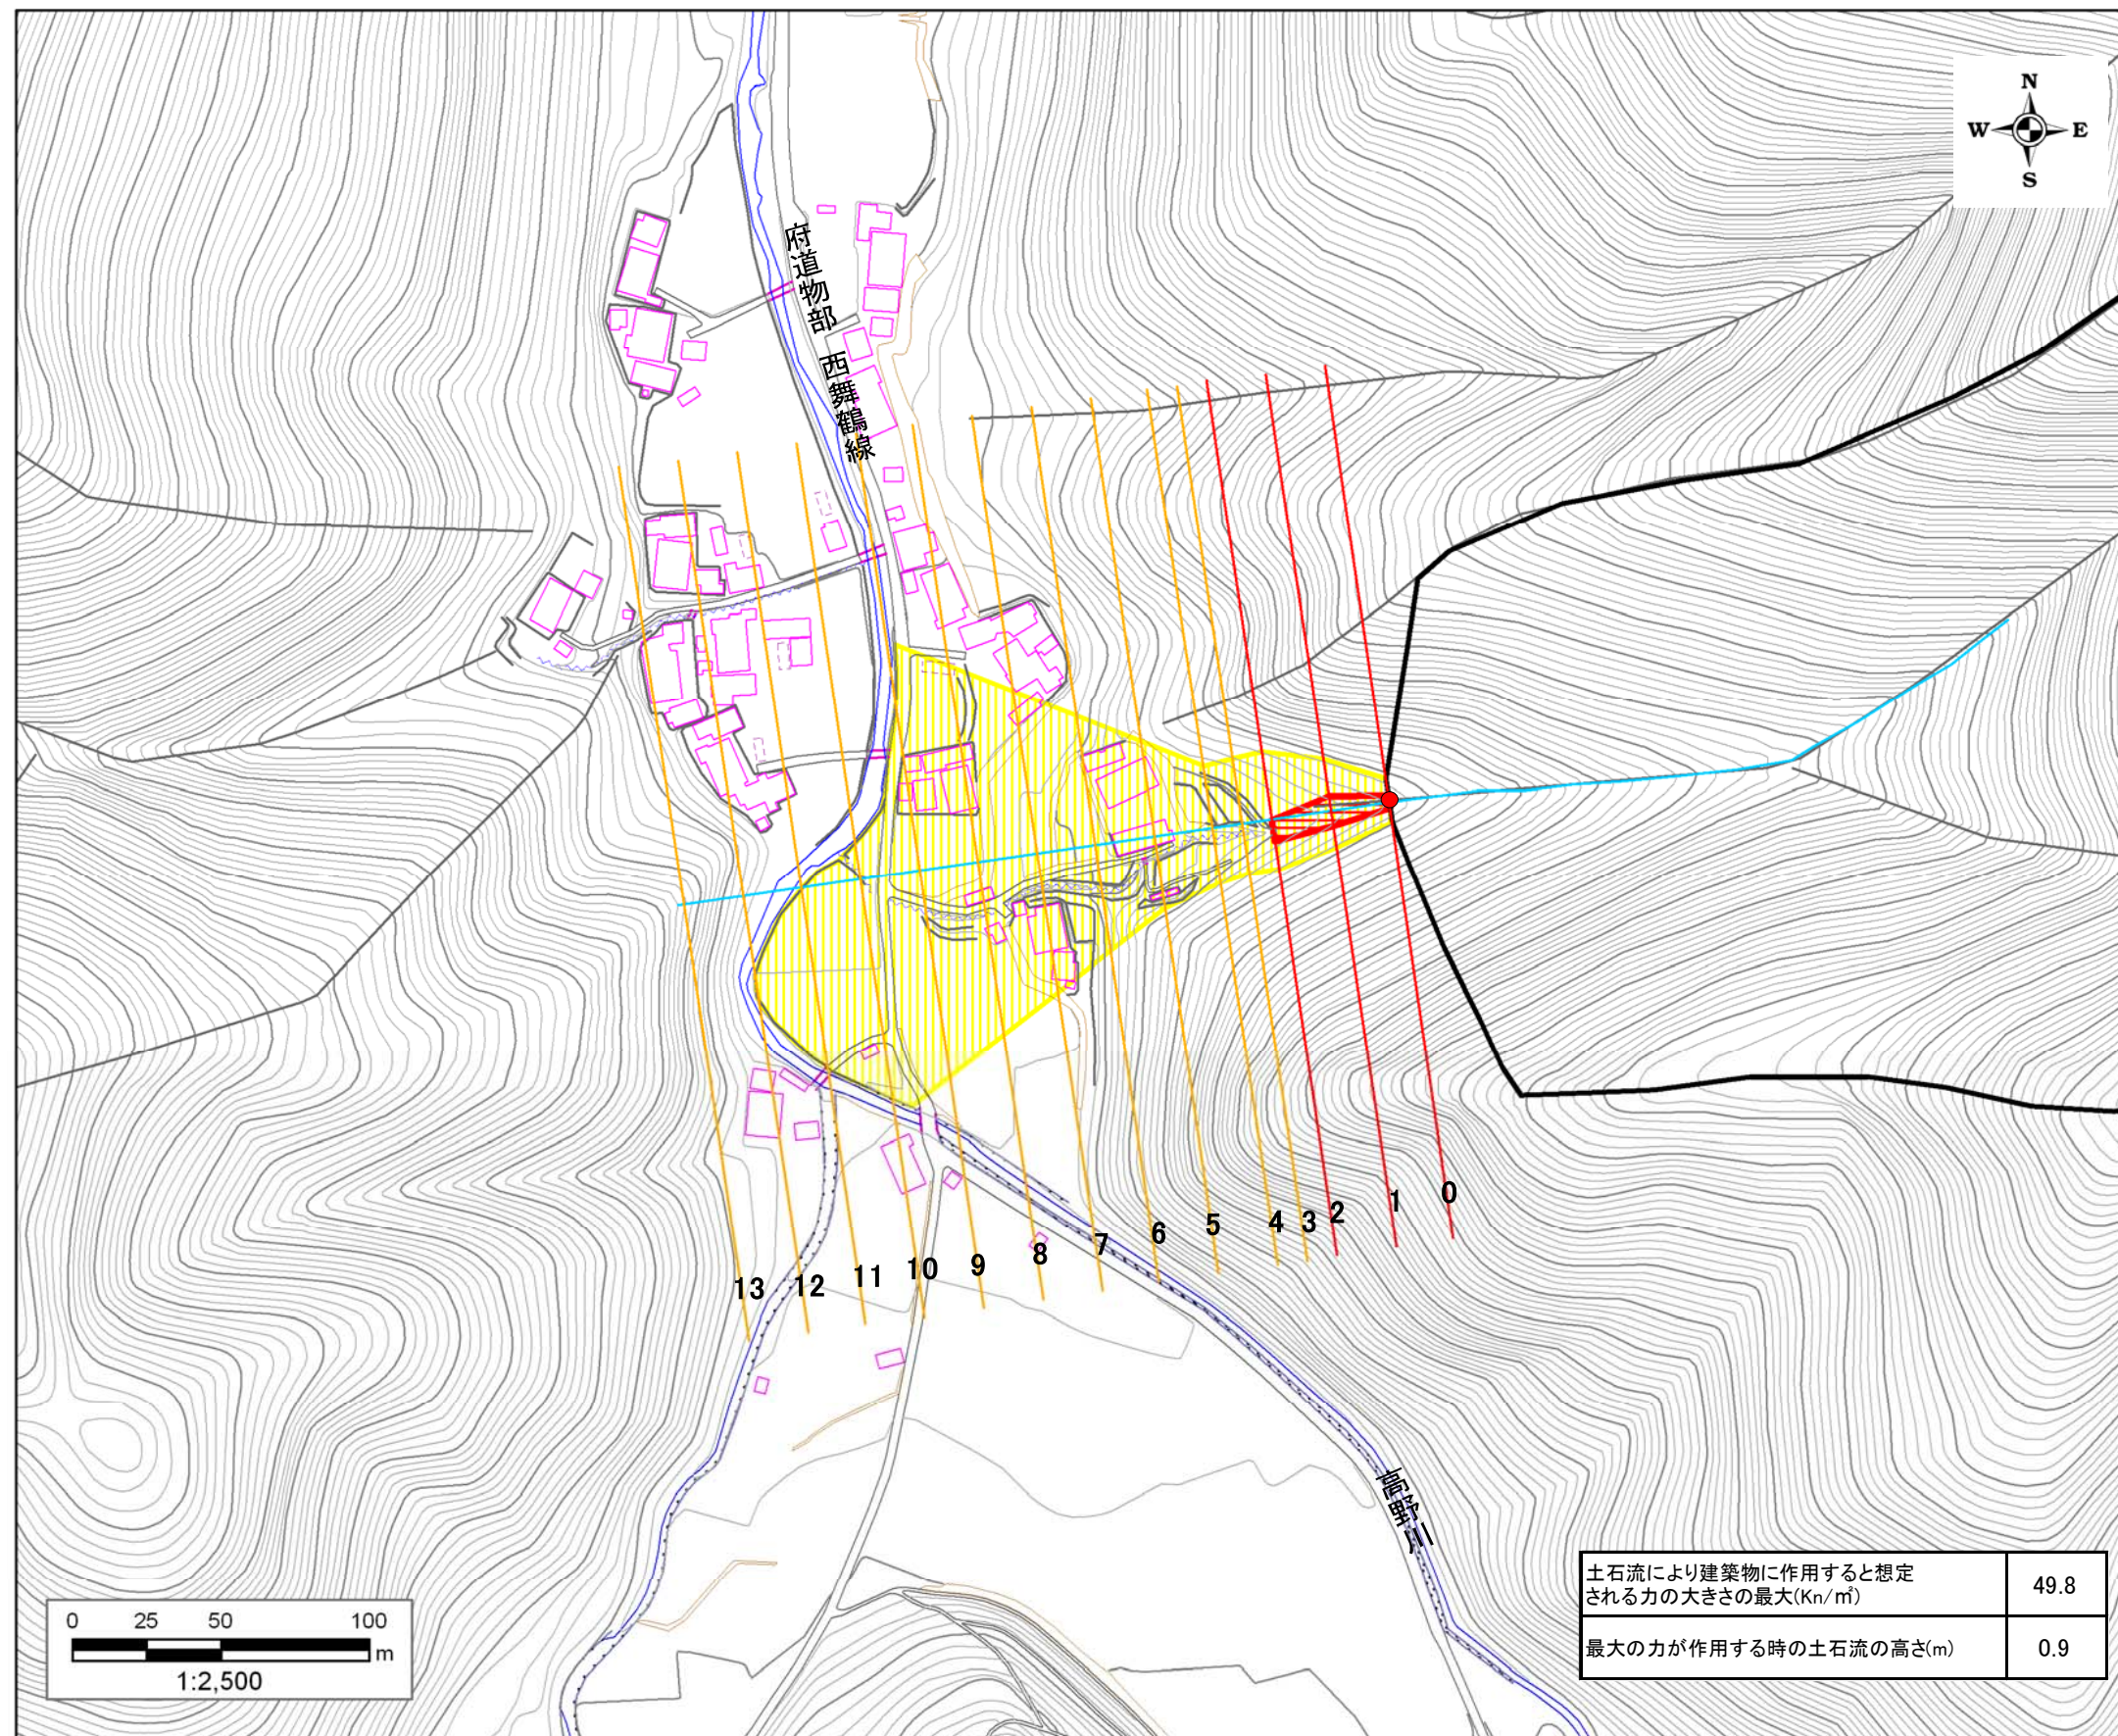 N
W E
S
府道物部 西舞鶴線
0
1
2
3
4
5
6
7
8
9
10
11
12
13
高野川
土石流により建築物に作用すると想定
される力の大きさの最大(Kn/㎡) 49.8
最大の力が作用する時の土石流の高さ(m) 0.9
0 25 50 100
m
1:2,500